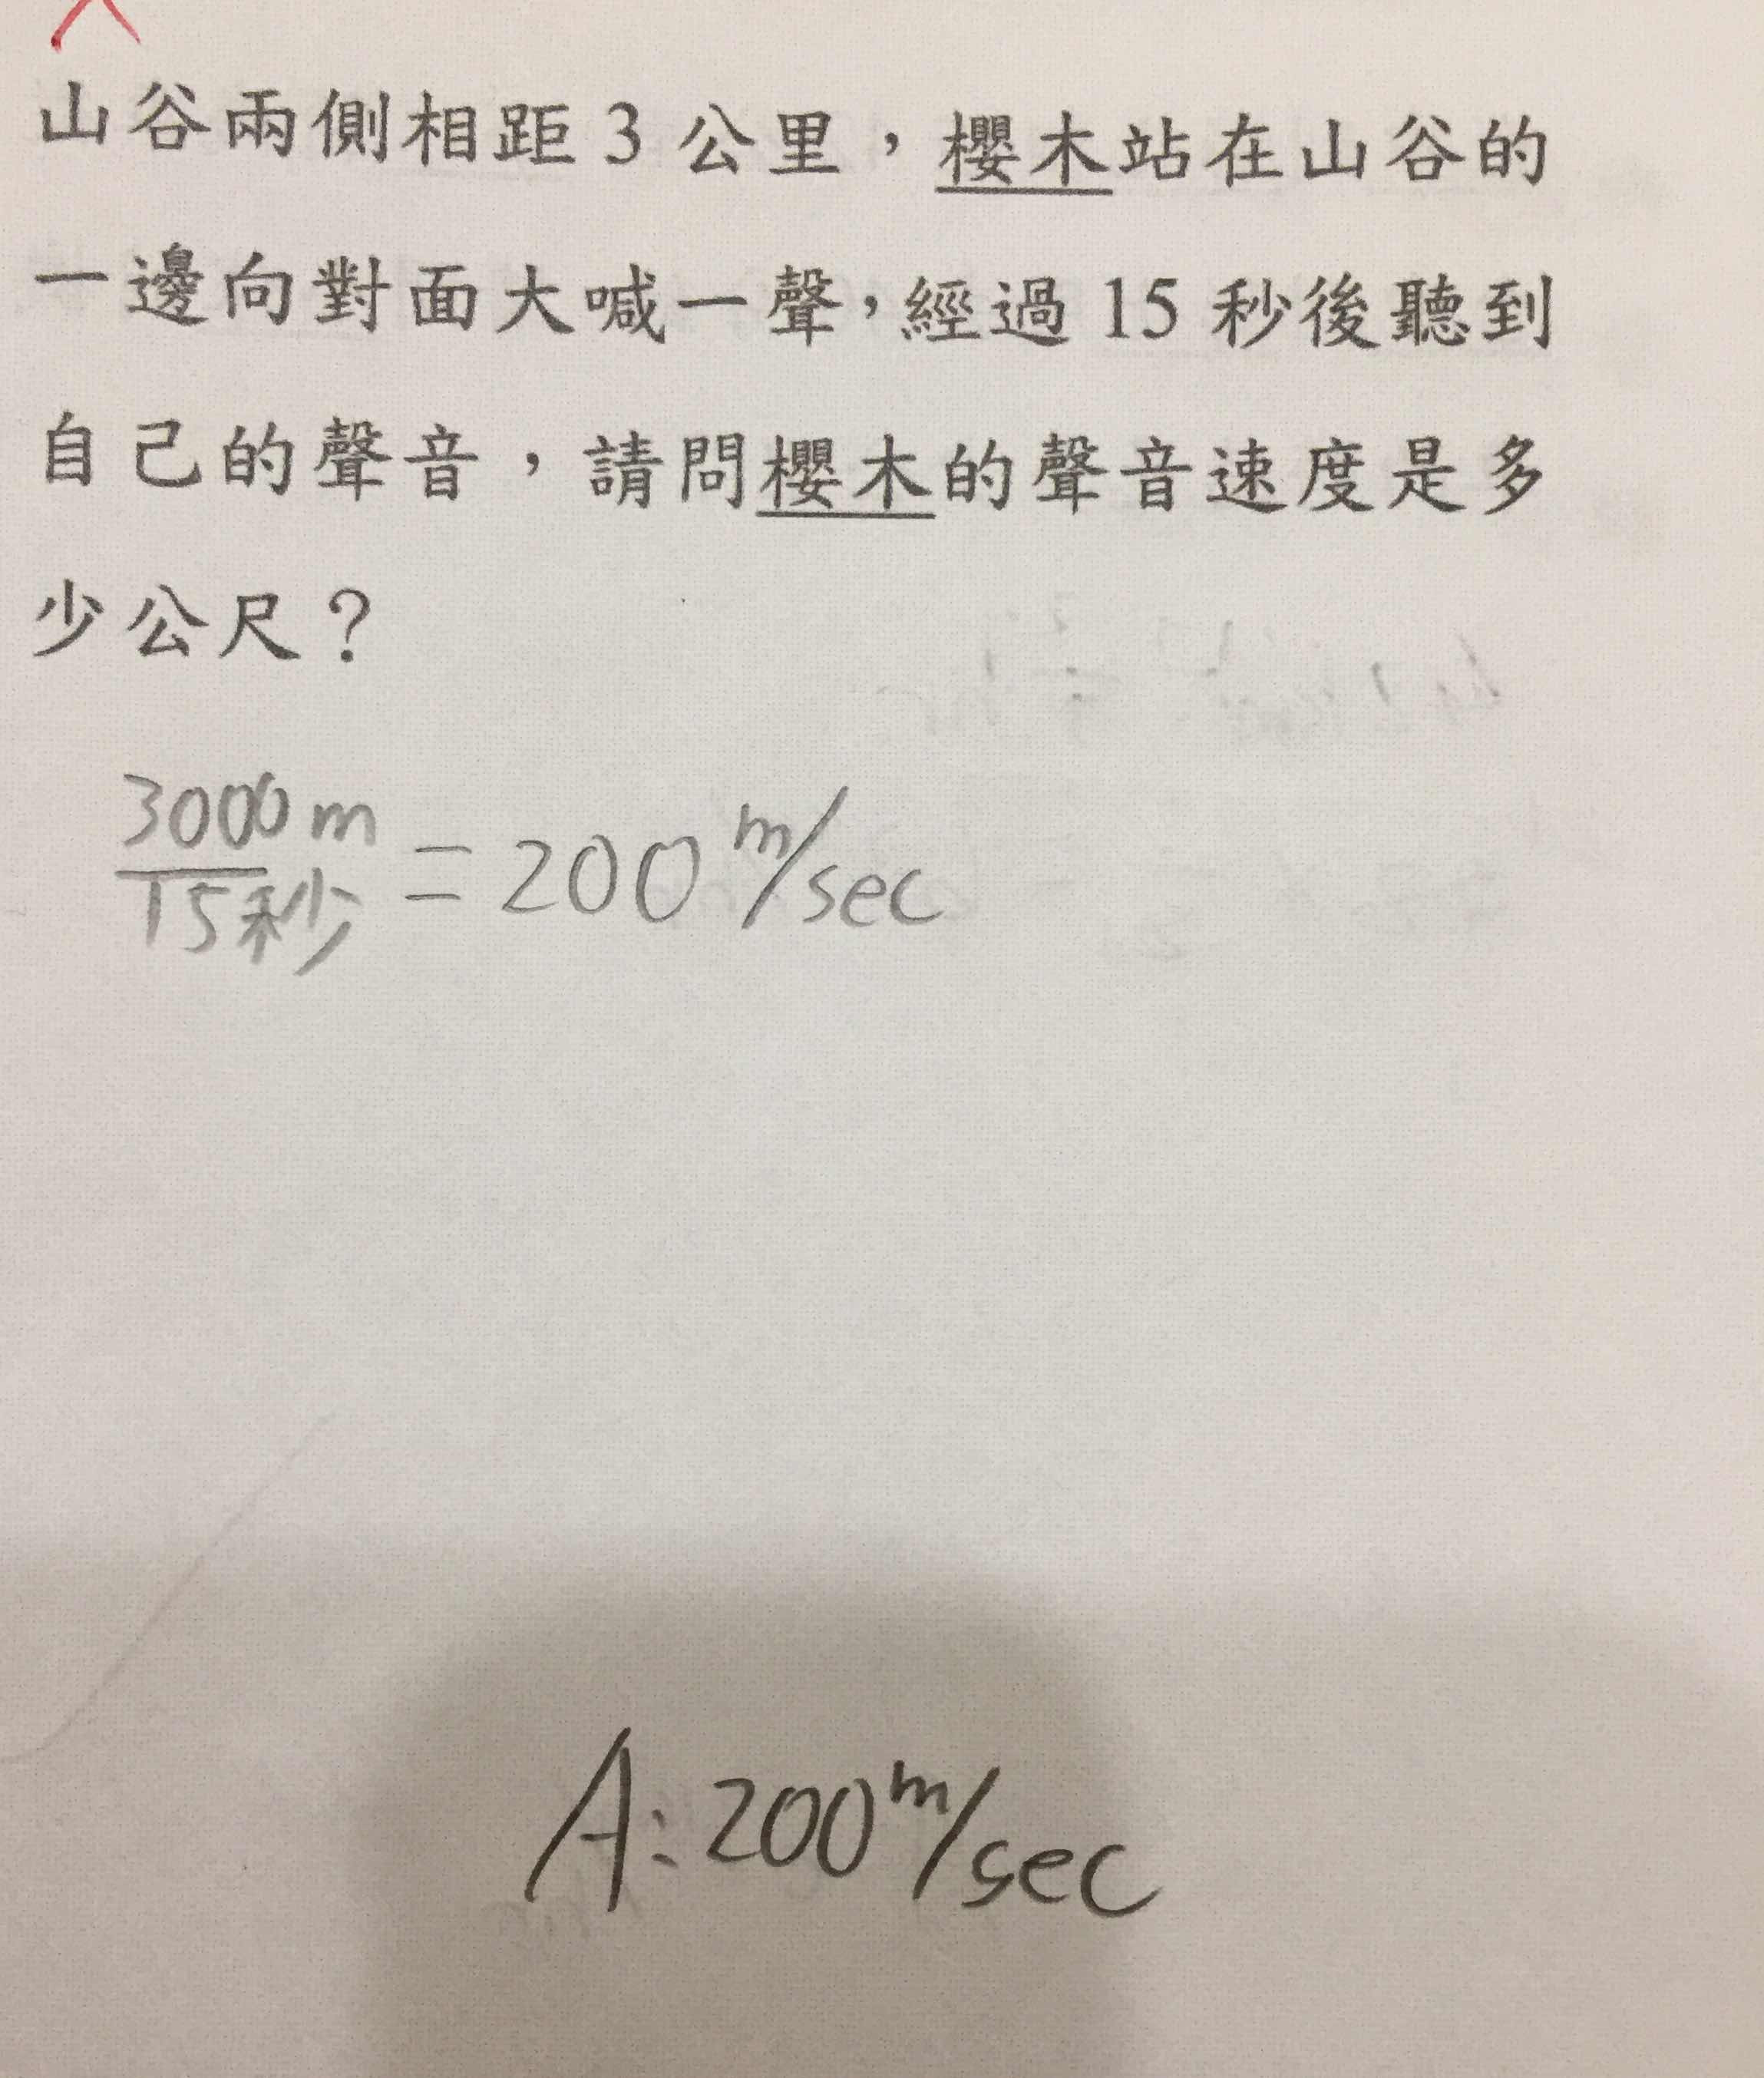 山谷兩側相距 3 公里，櫻木站在山谷的
一邊向對面大喊一聲，經過 15 秒後聽到
自己的聲音，請問櫻木的聲音速度是多
少公尺？
3000 m
15秒
= 200 m/sec
A: 200 m/sec